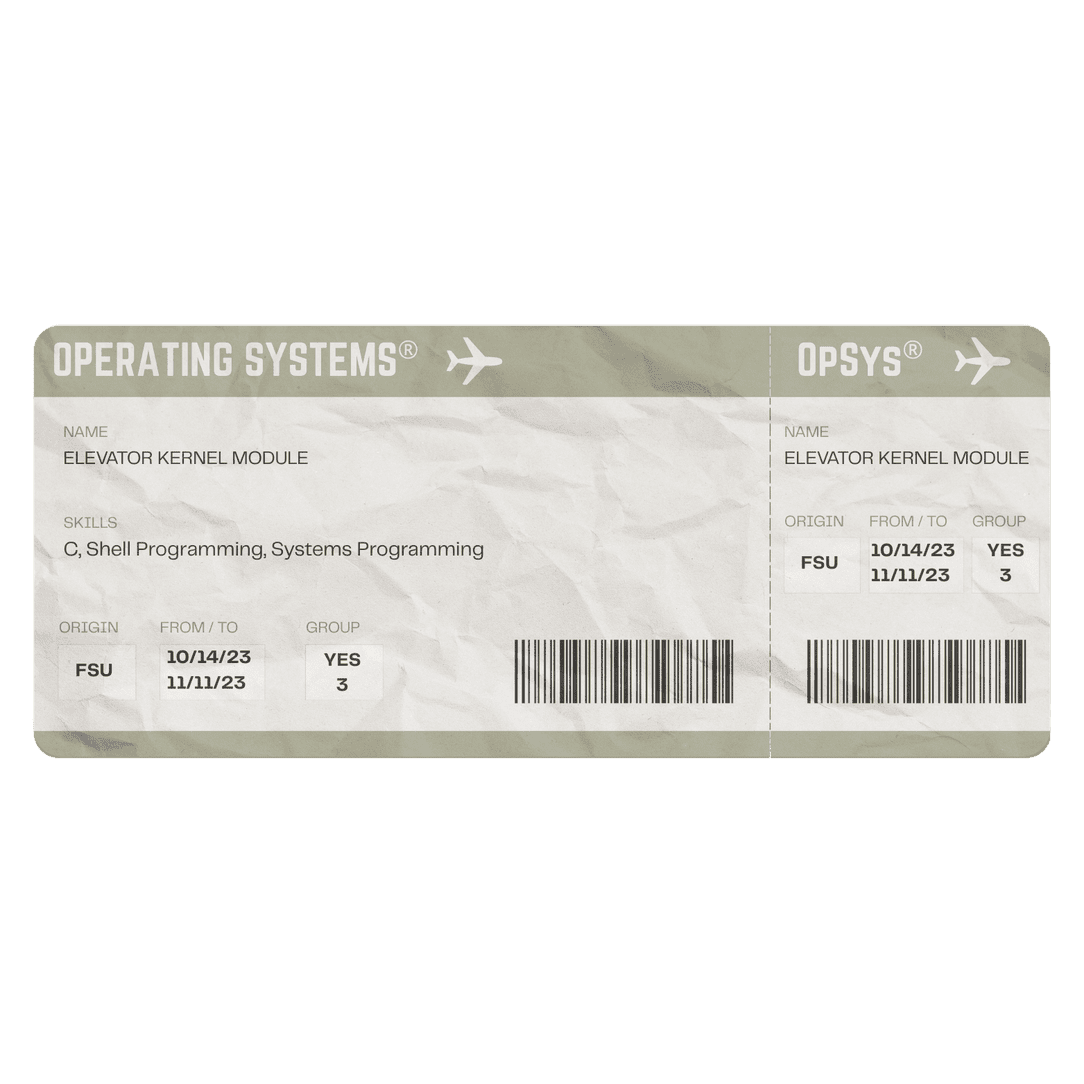 OPERATING SYSTEMS®
NAME
ELEVATOR KERNEL MODULE
SKILLS
C, Shell Programming, Systems Programming
ORIGIN
FSU
FROM / TO
10/14/23
11/11/23
GROUP
YES
3
OPSYS®
NAME
ELEVATOR KERNEL MODULE
ORIGIN
FSU
FROM / TO
10/14/23
11/11/23
GROUP
YES
3